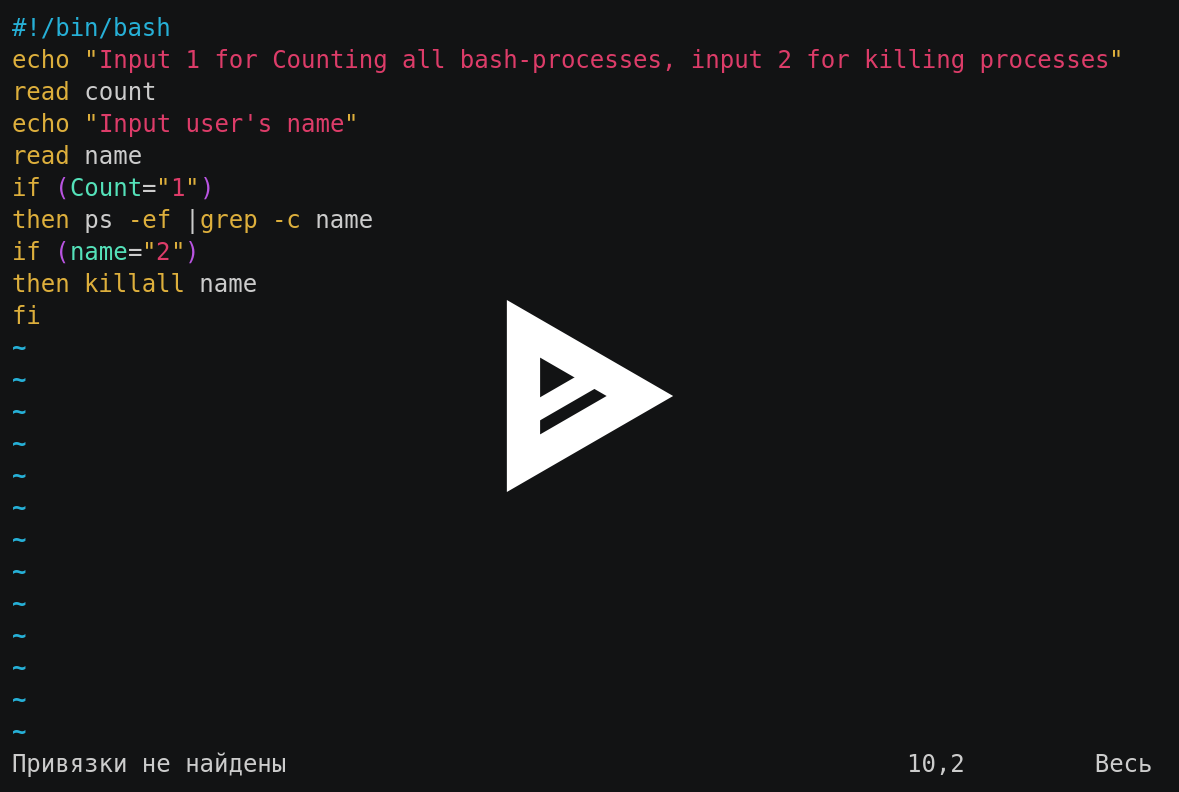 #!/bin/bash
echo "Input 1 for Counting all bash-processes, input 2 for killing processes"
read count
echo "Input user's name"
read name
if (Count="1")
then ps -ef |grep -c name
if (name="2")
then killall name
fi
~
~
~
~
~
~
~
~
~
~
~
~
~
Привязки не найдены 10,2 Весь